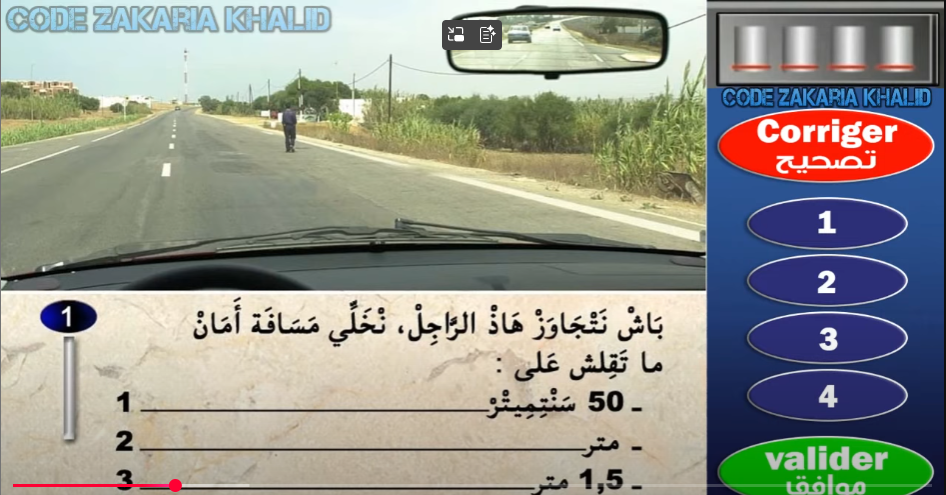 CODE ZAKARIA KHALID
CODE ZAKARIA KHALID
Corriger
تصحيح
1
2
3
4
valider
موافق
1
بَاشْ نَتْجَاوَزْ هَاذْ الرَّاجِلْ، نْخَلِّي مَسَافَة أَمَانْ
ما تَقِلش عَلى :
ـ 50 سَنْتِمِيتْرْ 1
ـ متر 2
ـ 1,5 متر 3